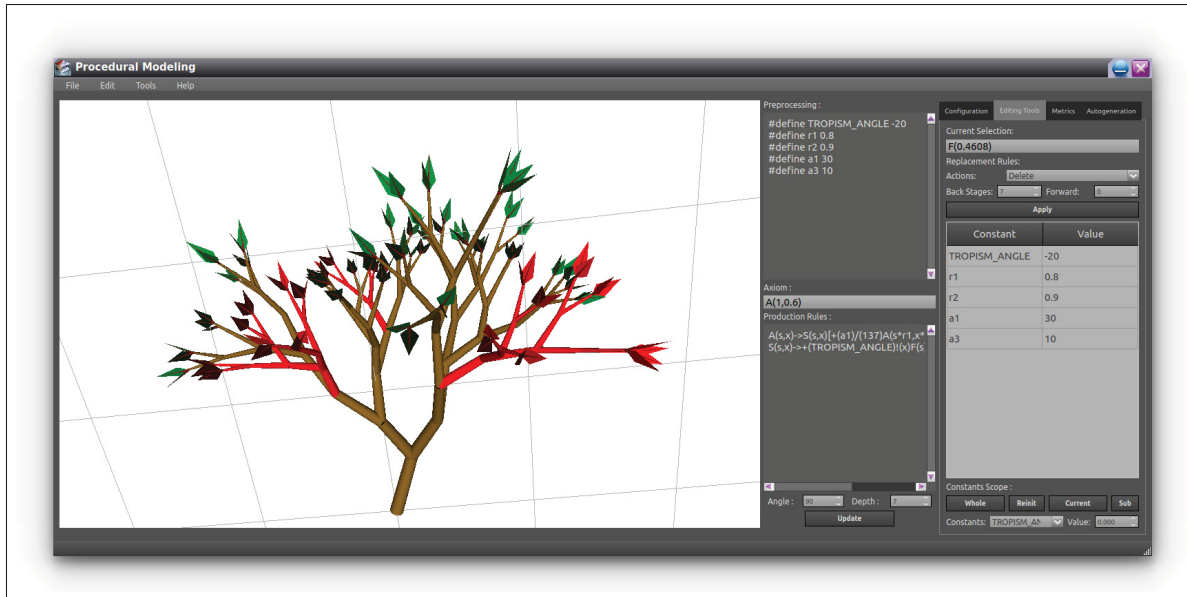 Procedural Modeling
File Edit Tools Help
Preprocessing :
#define TROPISM_ANGLE -20
#define r1 0.8
#define r2 0.9
#define a1 30
#define a3 10
Axiom :
A(1,0.6)
Production Rules :
A(s,x)->S(s,x)[+(a1)/(137)A(s*r1,x*
S(s,x)->+(TROPISM_ANGLE)!(x)F(s
Angle : 90 Depth : 7
Update
Configuration Editing Tools Metrics Autogeneration
Current Selection:
F(0.4608)
Replacement Rules:
Actions: Delete
Back Stages: 7 Forward: 0
Apply
Constant Value
TROPISM_ANGLE -20
r1 0.8
r2 0.9
a1 30
a3 10
Constants Scope :
Whole Reinit Current Sub
Constants: TROPISM_AN Value: 0.000